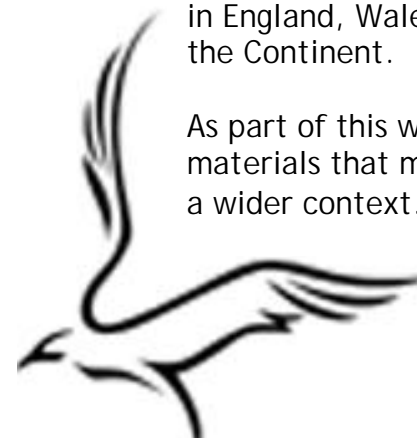 in England, Wale
the Continent.
As part of this w
materials that m
a wider context.